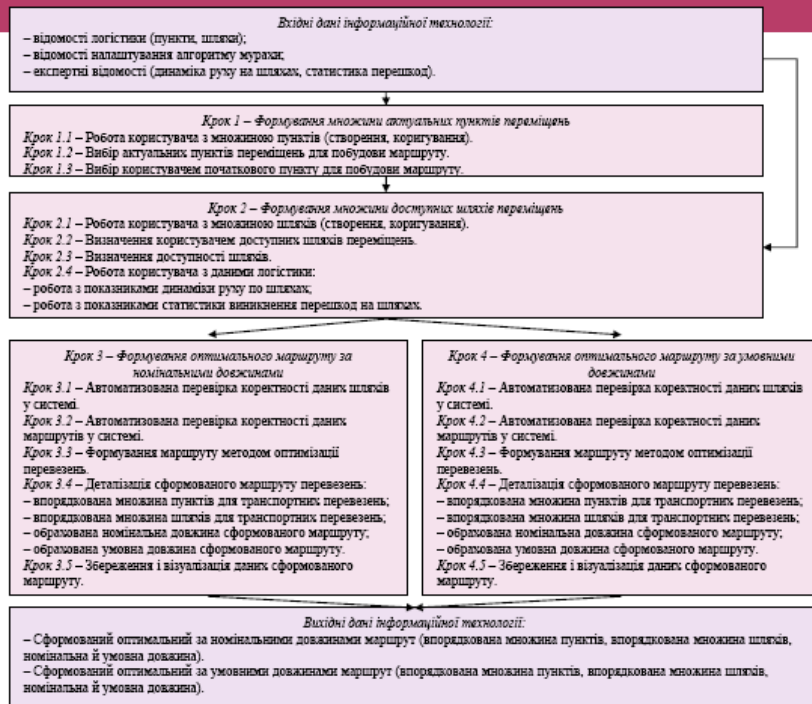 Вхідні дані інформаційної технології:
– відомості логістики (пункти, шляхи);
– відомості налаштування алгоритму мурахи;
– експертні відомості (динаміка руху на шляхах, статистика перешкод).
Крок 1 – Формування множини актуальних пунктів переміщень
Крок 1.1 – Робота користувача з множиною пунктів (створення, коригування).
Крок 1.2 – Вибір актуальних пунктів переміщень для побудови маршруту.
Крок 1.3 – Вибір користувачем початкового пункту для побудови маршруту.
Крок 2 – Формування множини доступних шляхів переміщень
Крок 2.1 – Робота користувача з множиною шляхів (створення, коригування).
Крок 2.2 – Визначення користувачем доступних шляхів переміщень.
Крок 2.3 – Визначення доступності шляхів.
Крок 2.4 – Робота користувача з даними логістики:
– робота з показниками динаміки руху по шляхах;
– робота з показниками статистики виникнення перешкод на шляхах.
Крок 3 – Формування оптимального маршруту за
номінальними довжинами
Крок 3.1 – Автоматизована перевірка коректності даних шляхів
у системі.
Крок 3.2 – Автоматизована перевірка коректності даних
маршрутів у системі.
Крок 3.3 – Формування маршруту методом оптимізації
перевезень.
Крок 3.4 – Деталізація сформованого маршруту перевезень:
– впорядкована множина пунктів для транспортних перевезень;
– впорядкована множина шляхів для транспортних перевезень;
– обрахована номінальна довжина сформованого маршруту;
– обрахована умовна довжина сформованого маршруту.
Крок 3.5 – Збереження і візуалізація даних сформованого
маршруту.
Крок 4 – Формування оптимального маршруту за умовними
довжинами
Крок 4.1 – Автоматизована перевірка коректності даних шляхів
у системі.
Крок 4.2 – Автоматизована перевірка коректності даних
маршрутів у системі.
Крок 4.3 – Формування маршруту методом оптимізації
перевезень.
Крок 4.4 – Деталізація сформованого маршруту перевезень:
– впорядкована множина пунктів для транспортних перевезень;
– впорядкована множина шляхів для транспортних перевезень;
– обрахована номінальна довжина сформованого маршруту;
– обрахована умовна довжина сформованого маршруту.
Крок 4.5 – Збереження і візуалізація даних сформованого
маршруту.
Вихідні дані інформаційної технології:
– Сформований оптимальний за номінальними довжинами маршрут (впорядкована множина пунктів, впорядкована множина шляхів,
номінальна й умовна довжина).
– Сформований оптимальний за умовними довжинами маршрут (впорядкована множина пунктів, впорядкована множина шляхів,
номінальна й умовна довжина).